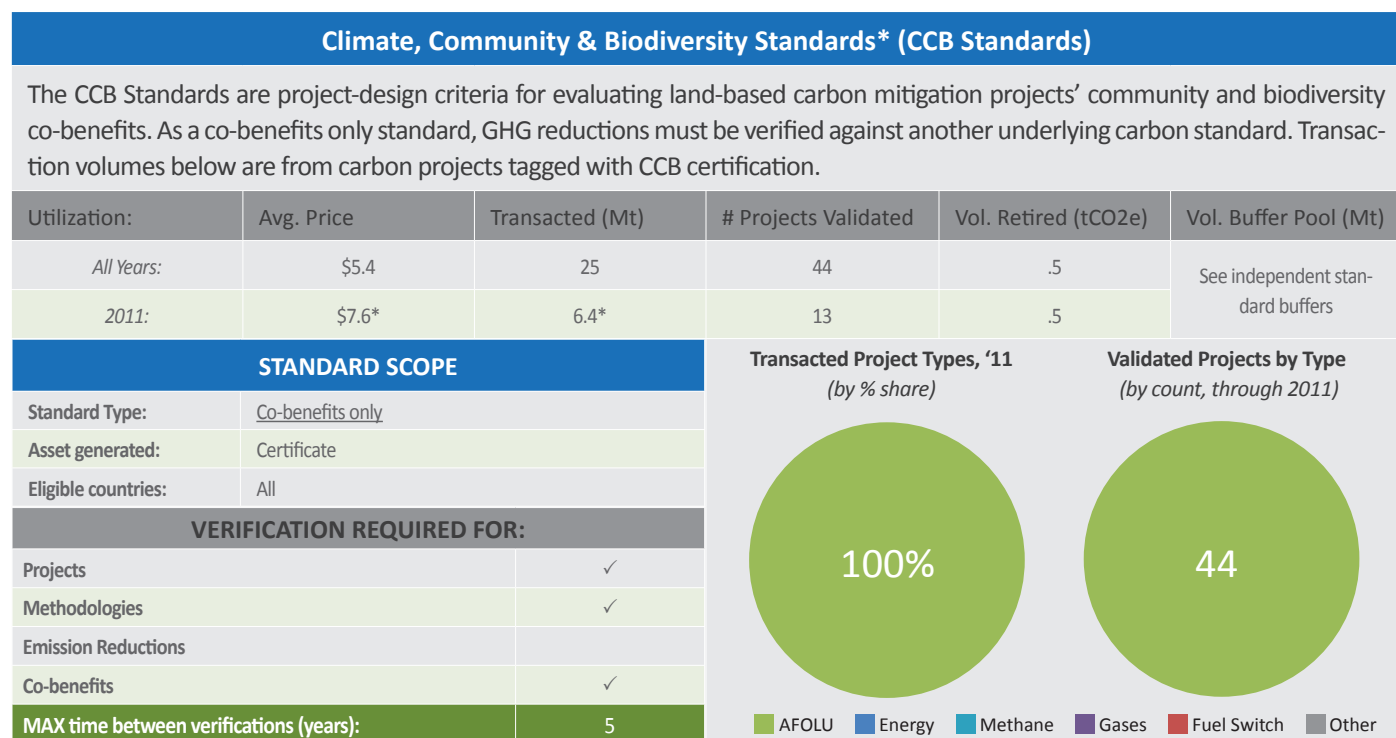 Climate, Community & Biodiversity Standards* (CCB Standards)
The CCB Standards are project-design criteria for evaluating land-based carbon mitigation projects’ community and biodiversity
co-benefits. As a co-benefits only standard, GHG reductions must be verified against another underlying carbon standard. Transac-
tion volumes below are from carbon projects tagged with CCB certification.
Utilization: Avg. Price Transacted (Mt) # Projects Validated Vol. Retired (tCO2e) Vol. Buffer Pool (Mt)
All Years: $5.4 25 44 .5 See independent stan-
dard buffers
2011: $7.6* 6.4* 13 .5
STANDARD SCOPE
Standard Type: Co-benefits only
Asset generated: Certificate
Eligible countries: All
VERIFICATION REQUIRED FOR:
Projects ✓
Methodologies ✓
Emission Reductions
Co-benefits ✓
MAX time between verifications (years): 5
Transacted Project Types, ‘11
(by % share)
100%
Validated Projects by Type
(by count, through 2011)
44
AFOLU Energy Methane Gases Fuel Switch Other